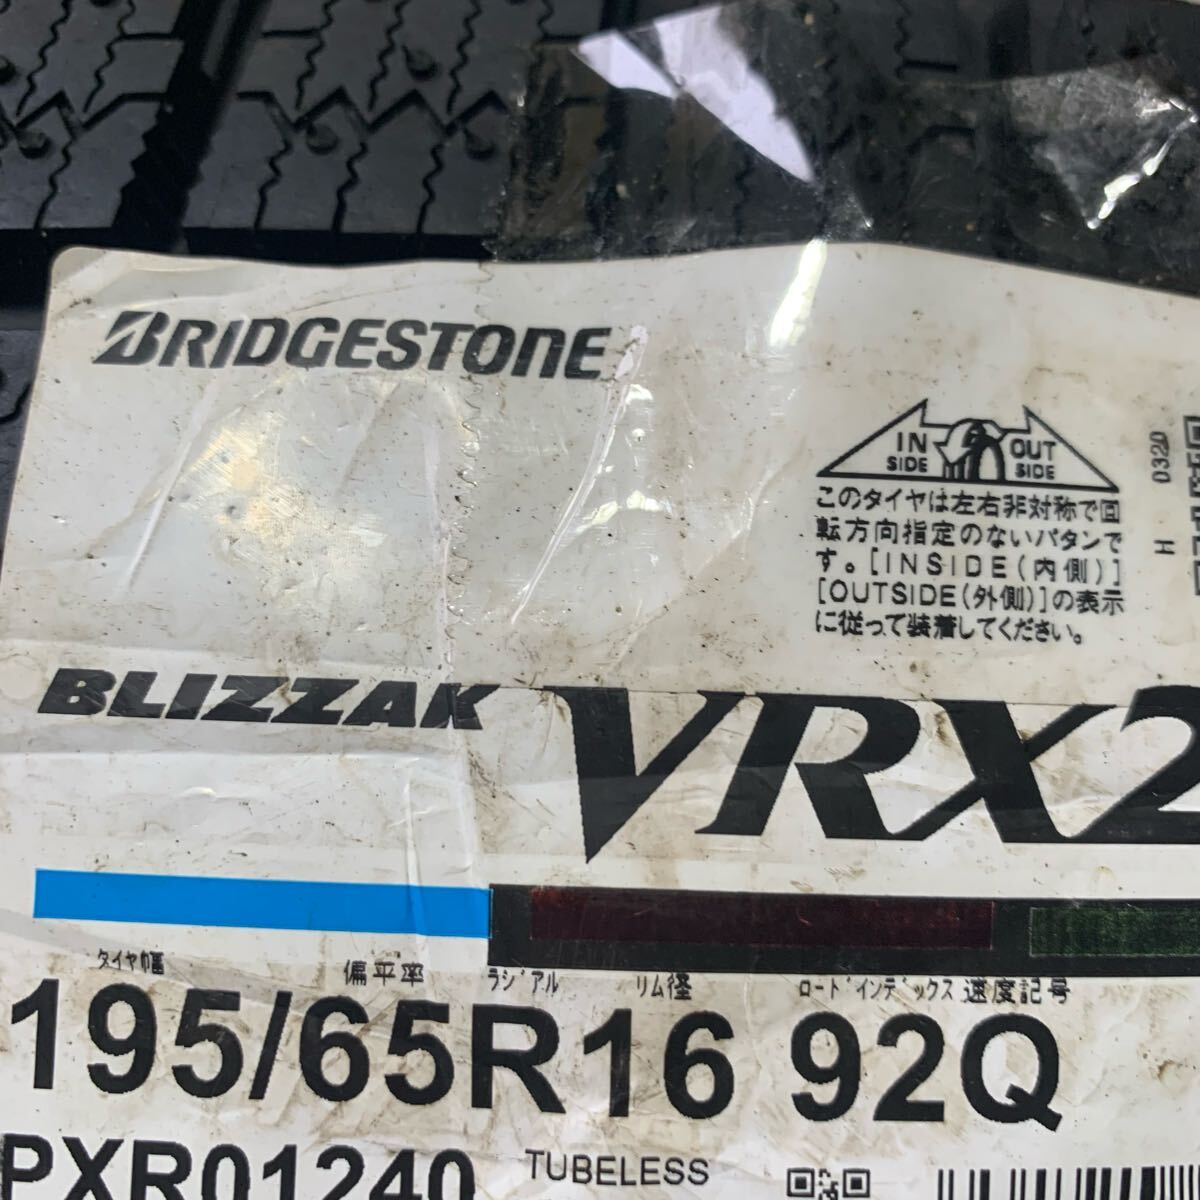 BRIDGESTONE
IN SIDE
OUT SIDE
このタイヤは左右非対称で回
転方向指定のないパタンで
す。[INSIDE(内側)]
[OUTSIDE(外側)]の表示
に従って装着してください。
H 0320
BLIZZAK VRX2
タイヤ巾畐 偏平率 ラジアル リム径 ロードインデックス 速度記号
195/65R16 92Q
PXR01240 TUBELESS